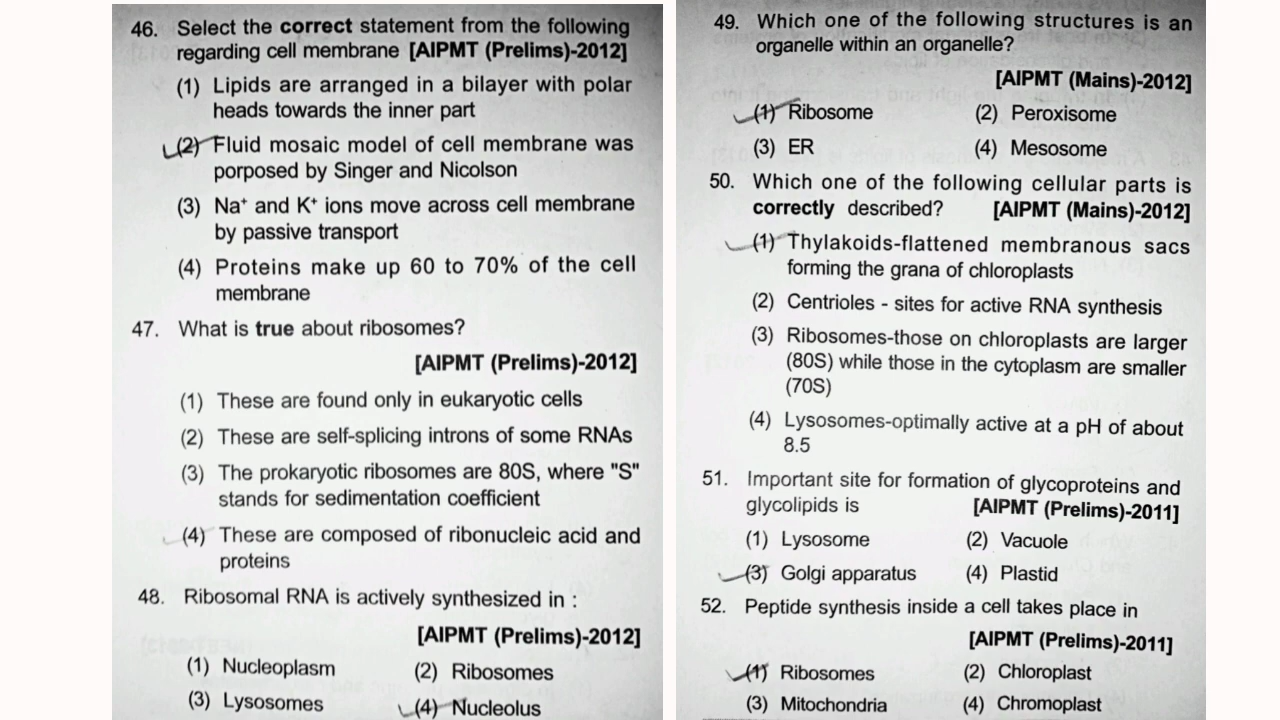 46. Select the correct statement from the following
regarding cell membrane [AIPMT (Prelims)-2012]
(1) Lipids are arranged in a bilayer with polar
heads towards the inner part
(2) Fluid mosaic model of cell membrane was
porposed by Singer and Nicolson
(3) Na⁺ and K⁺ ions move across cell membrane
by passive transport
(4) Proteins make up 60 to 70% of the cell
membrane
47. What is true about ribosomes?
[AIPMT (Prelims)-2012]
(1) These are found only in eukaryotic cells
(2) These are self-splicing introns of some RNAs
(3) The prokaryotic ribosomes are 80S, where "S"
stands for sedimentation coefficient
(4) These are composed of ribonucleic acid and
proteins
48. Ribosomal RNA is actively synthesized in :
[AIPMT (Prelims)-2012]
(1) Nucleoplasm (2) Ribosomes
(3) Lysosomes (4) Nucleolus
49. Which one of the following structures is an
organelle within an organelle?
[AIPMT (Mains)-2012]
(1) Ribosome (2) Peroxisome
(3) ER (4) Mesosome
50. Which one of the following cellular parts is
correctly described? [AIPMT (Mains)-2012]
(1) Thylakoids-flattened membranous sacs
forming the grana of chloroplasts
(2) Centrioles - sites for active RNA synthesis
(3) Ribosomes-those on chloroplasts are larger
(80S) while those in the cytoplasm are smaller
(70S)
(4) Lysosomes-optimally active at a pH of about
8.5
51. Important site for formation of glycoproteins and
glycolipids is [AIPMT (Prelims)-2011]
(1) Lysosome (2) Vacuole
(3) Golgi apparatus (4) Plastid
52. Peptide synthesis inside a cell takes place in
[AIPMT (Prelims)-2011]
(1) Ribosomes (2) Chloroplast
(3) Mitochondria (4) Chromoplast